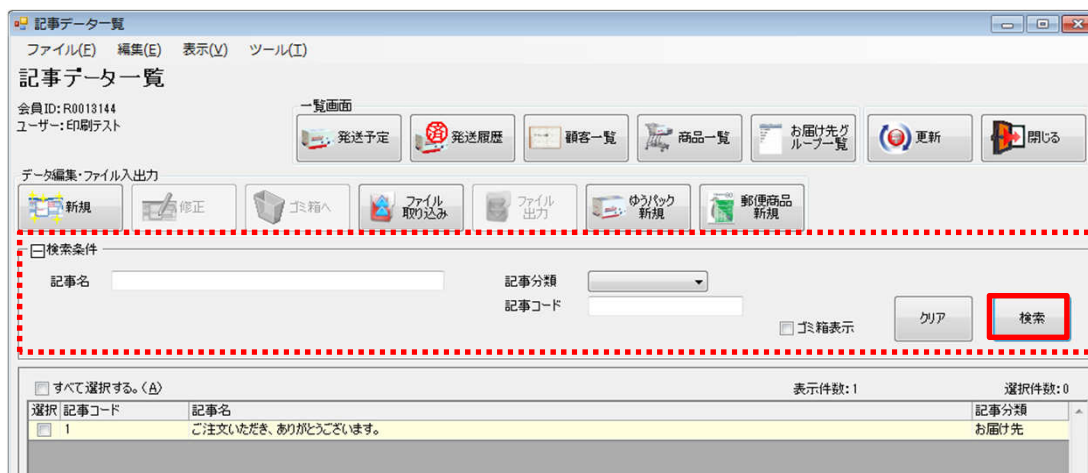 記事データ一覧
ファイル(F) 編集(E) 表示(V) ツール(T)
記事データ一覧
会員ID:R0013144
ユーザー:印刷テスト
一覧画面
発送予定 済 発送履歴 顧客一覧 商品一覧 お届け先グ
ループ一覧 更新 閉じる
データ編集・ファイル入出力
新規 修正 ゴミ箱へ ファイル
取り込み ファイル
出力 ゆうパック
新規 郵便商品
新規
検索条件
記事名 記事分類
記事コード
ゴミ箱表示 クリア 検索
すべて選択する。(A) 表示件数:1 選択件数:0
選択 記事コード 記事名 記事分類
1 ご注文いただき、ありがとうございます。 お届け先